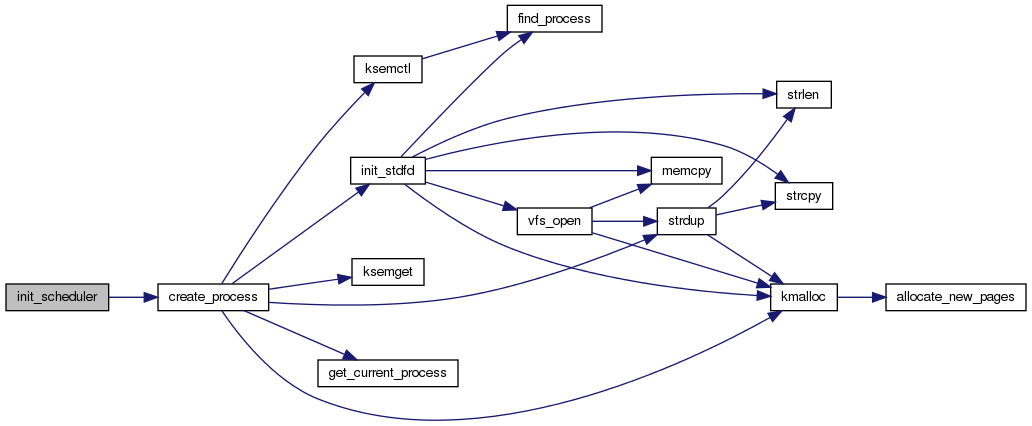 find_process
ksemctl
strlen
init_stdfd
memcpy
strcpy
vfs_open
strdup
ksemget
init_scheduler
create_process
kmalloc
allocate_new_pages
get_current_process